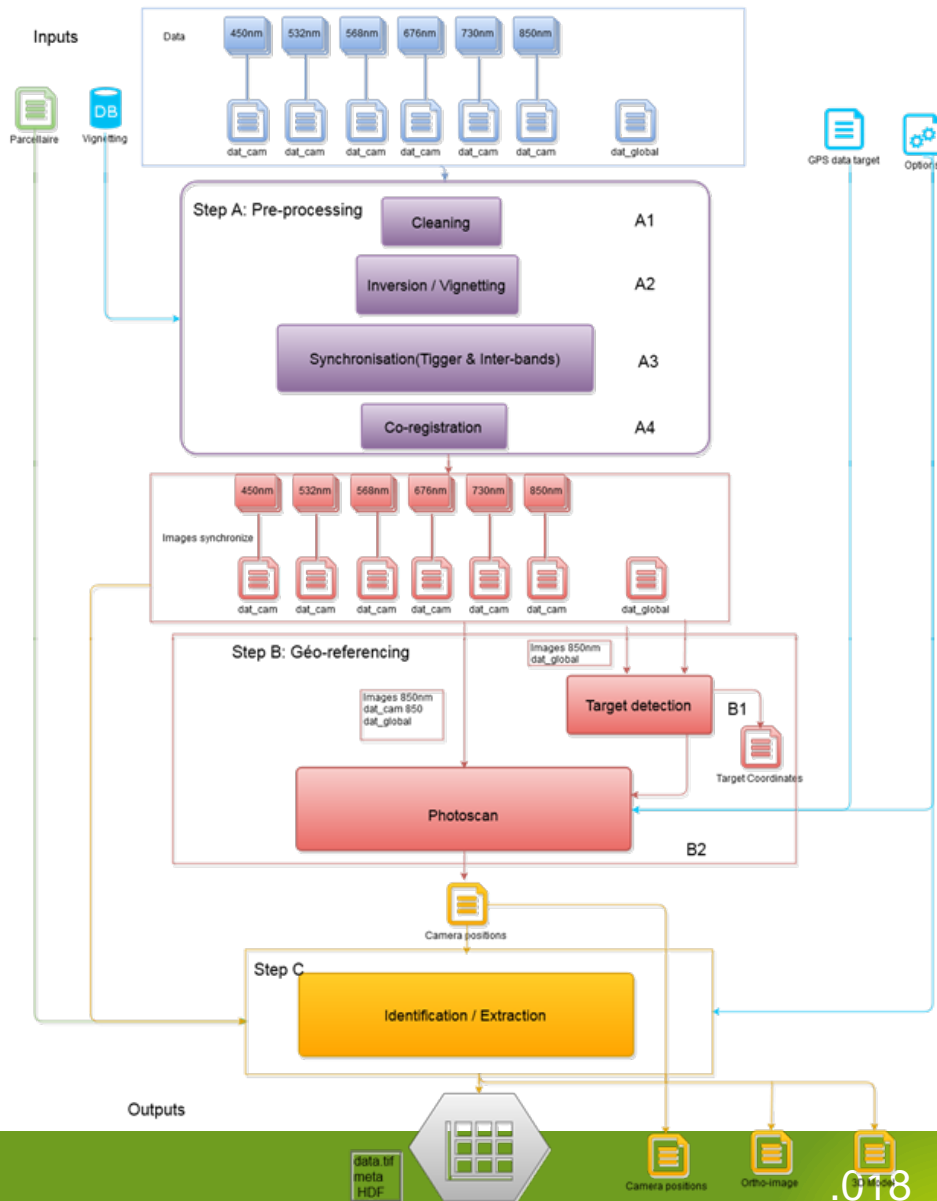 Inputs
Data
450nm 532nm 568nm 676nm 730nm 850nm
Parcellaire
DB
Vignetting
dat_cam dat_cam dat_cam dat_cam dat_cam dat_cam dat_global
GPS data target
Options
Step A: Pre-processing
Cleaning A1
Inversion / Vignetting A2
Synchronisation(Tigger & Inter-bands) A3
Co-registration A4
450nm 532nm 568nm 676nm 730nm 850nm
Images synchronize
dat_cam dat_cam dat_cam dat_cam dat_cam dat_cam dat_global
Step B: Géo-referencing
Images 850nm
dat_global
Images 850nm
dat_cam 850
dat_global
Target detection B1
Target Coordinates
Photoscan
B2
Camera positions
Step C
Identification / Extraction
Outputs
data.tif
meta
HDF
Camera positions Ortho-image 3D Model
.018